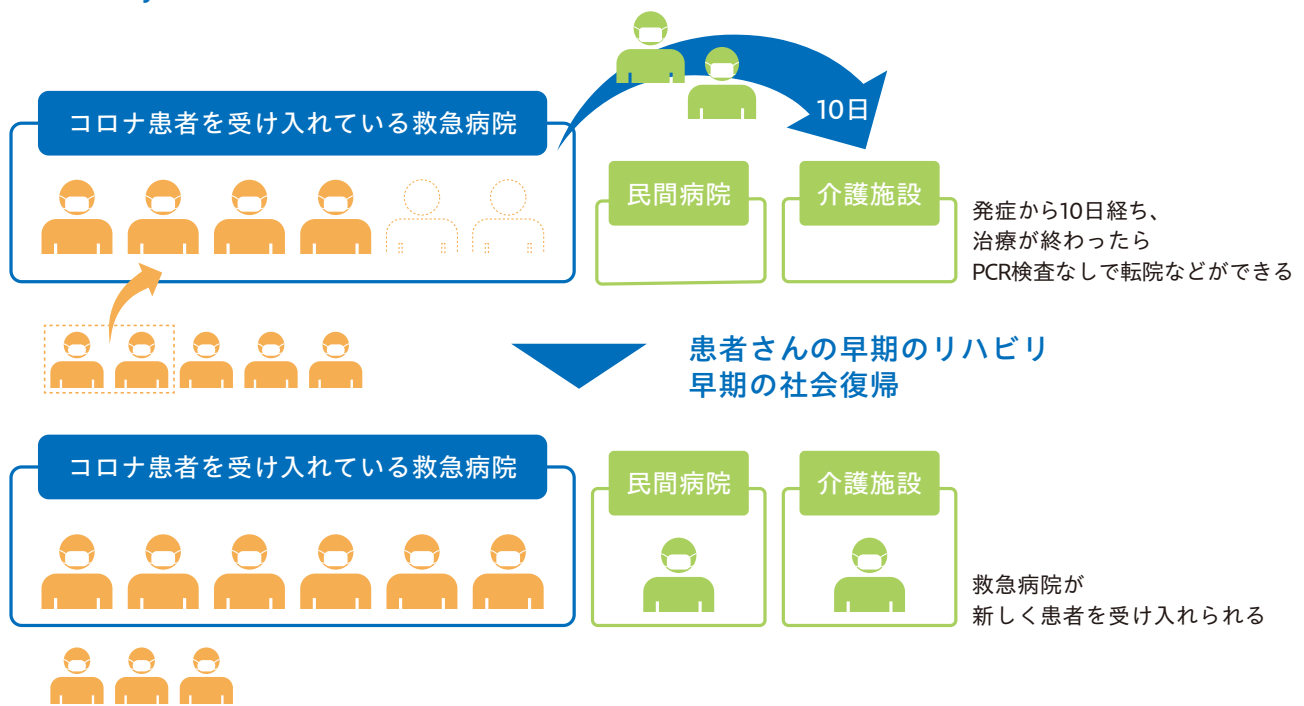 10日
コロナ患者を受け入れている救急病院
民間病院
介護施設
発症から10日経ち、
治療が終わったら
PCR検査なしで転院などができる
患者さんの早期のリハビリ
早期の社会復帰
コロナ患者を受け入れている救急病院
民間病院
介護施設
救急病院が
新しく患者を受け入れられる